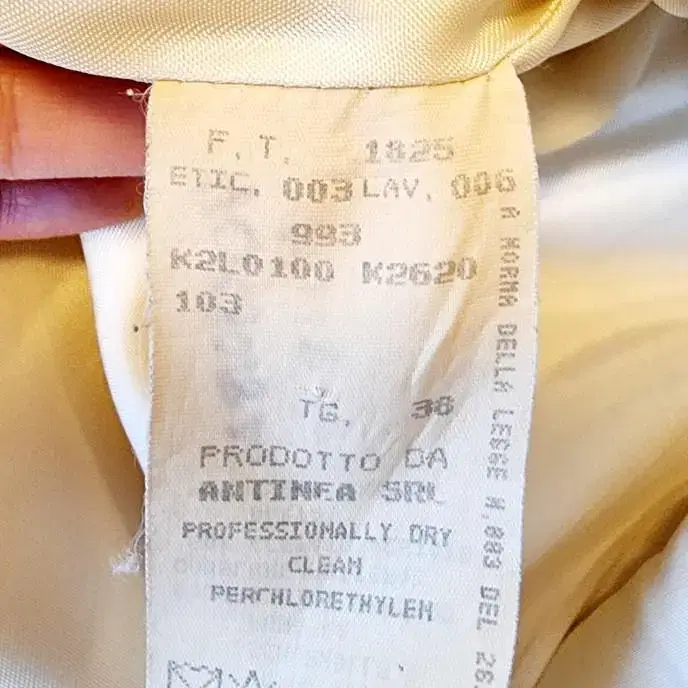 F.T. 1825
ETIC. 003 LAV. 006
993
K2L0100 K2620
103
TG. 38
PRODOTTO DA
ANTINEA SRL
PROFESSIONALLY DRY
CLEAN
PERCHLORETHYLEN
A NORMA DELLA LEGGE N.883 DEL 26